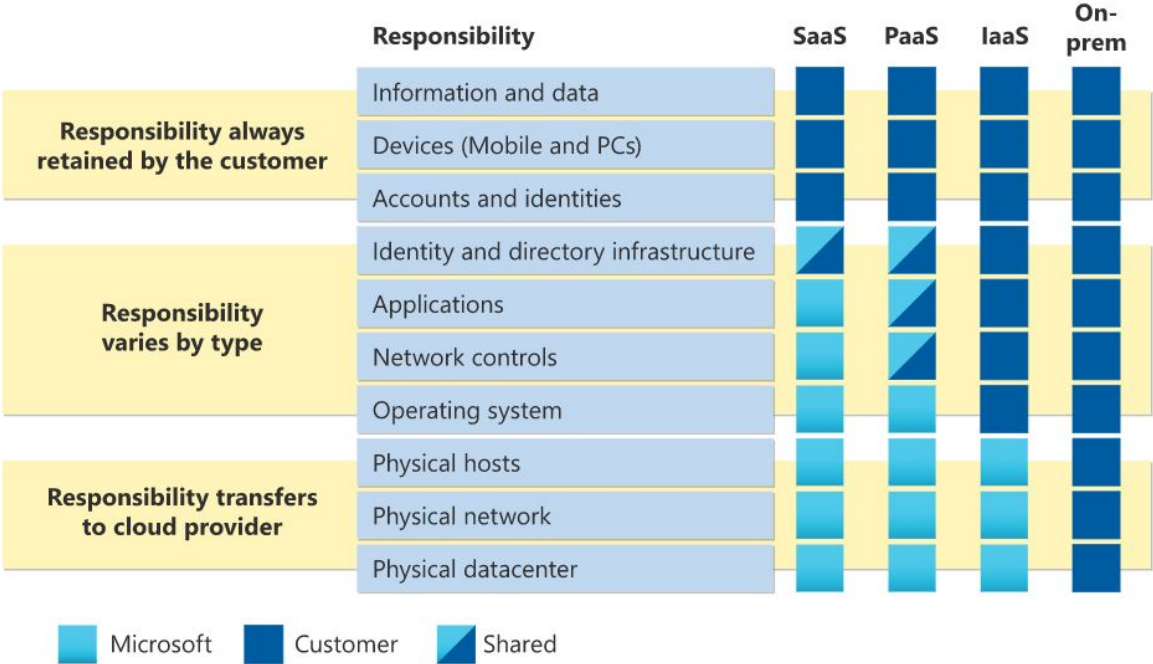 Responsibility SaaS PaaS IaaS On-
prem
Information and data
Responsibility always
retained by the customer
Devices (Mobile and PCs)
Accounts and identities
Identity and directory infrastructure
Responsibility
varies by type
Applications
Network controls
Operating system
Physical hosts
Responsibility transfers
to cloud provider
Physical network
Physical datacenter
Microsoft Customer Shared